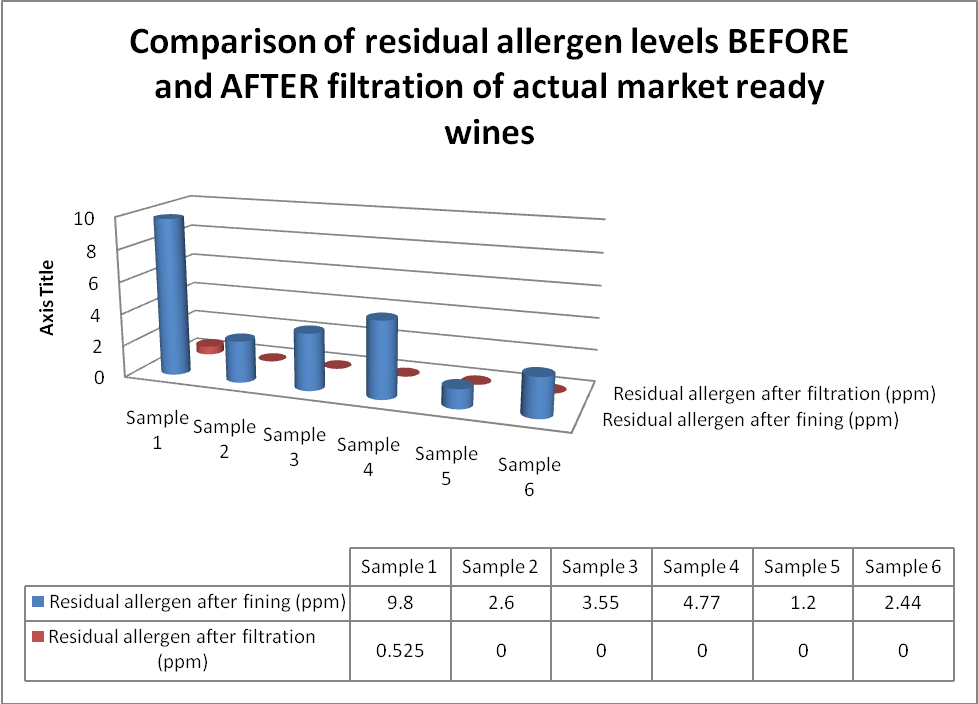 Comparison of residual allergen levels BEFORE
and AFTER filtration of actual market ready
wines
10
8
6
4
2
0
Axis Title
Sample
1
Sample
2
Sample
3
Sample
4
Sample
5
Sample
6
Residual allergen after filtration (ppm)
Residual allergen after fining (ppm)
Sample 1 Sample 2 Sample 3 Sample 4 Sample 5 Sample 6
Residual allergen after fining (ppm) 9.8 2.6 3.55 4.77 1.2 2.44
Residual allergen after filtration
(ppm) 0.525 0 0 0 0 0